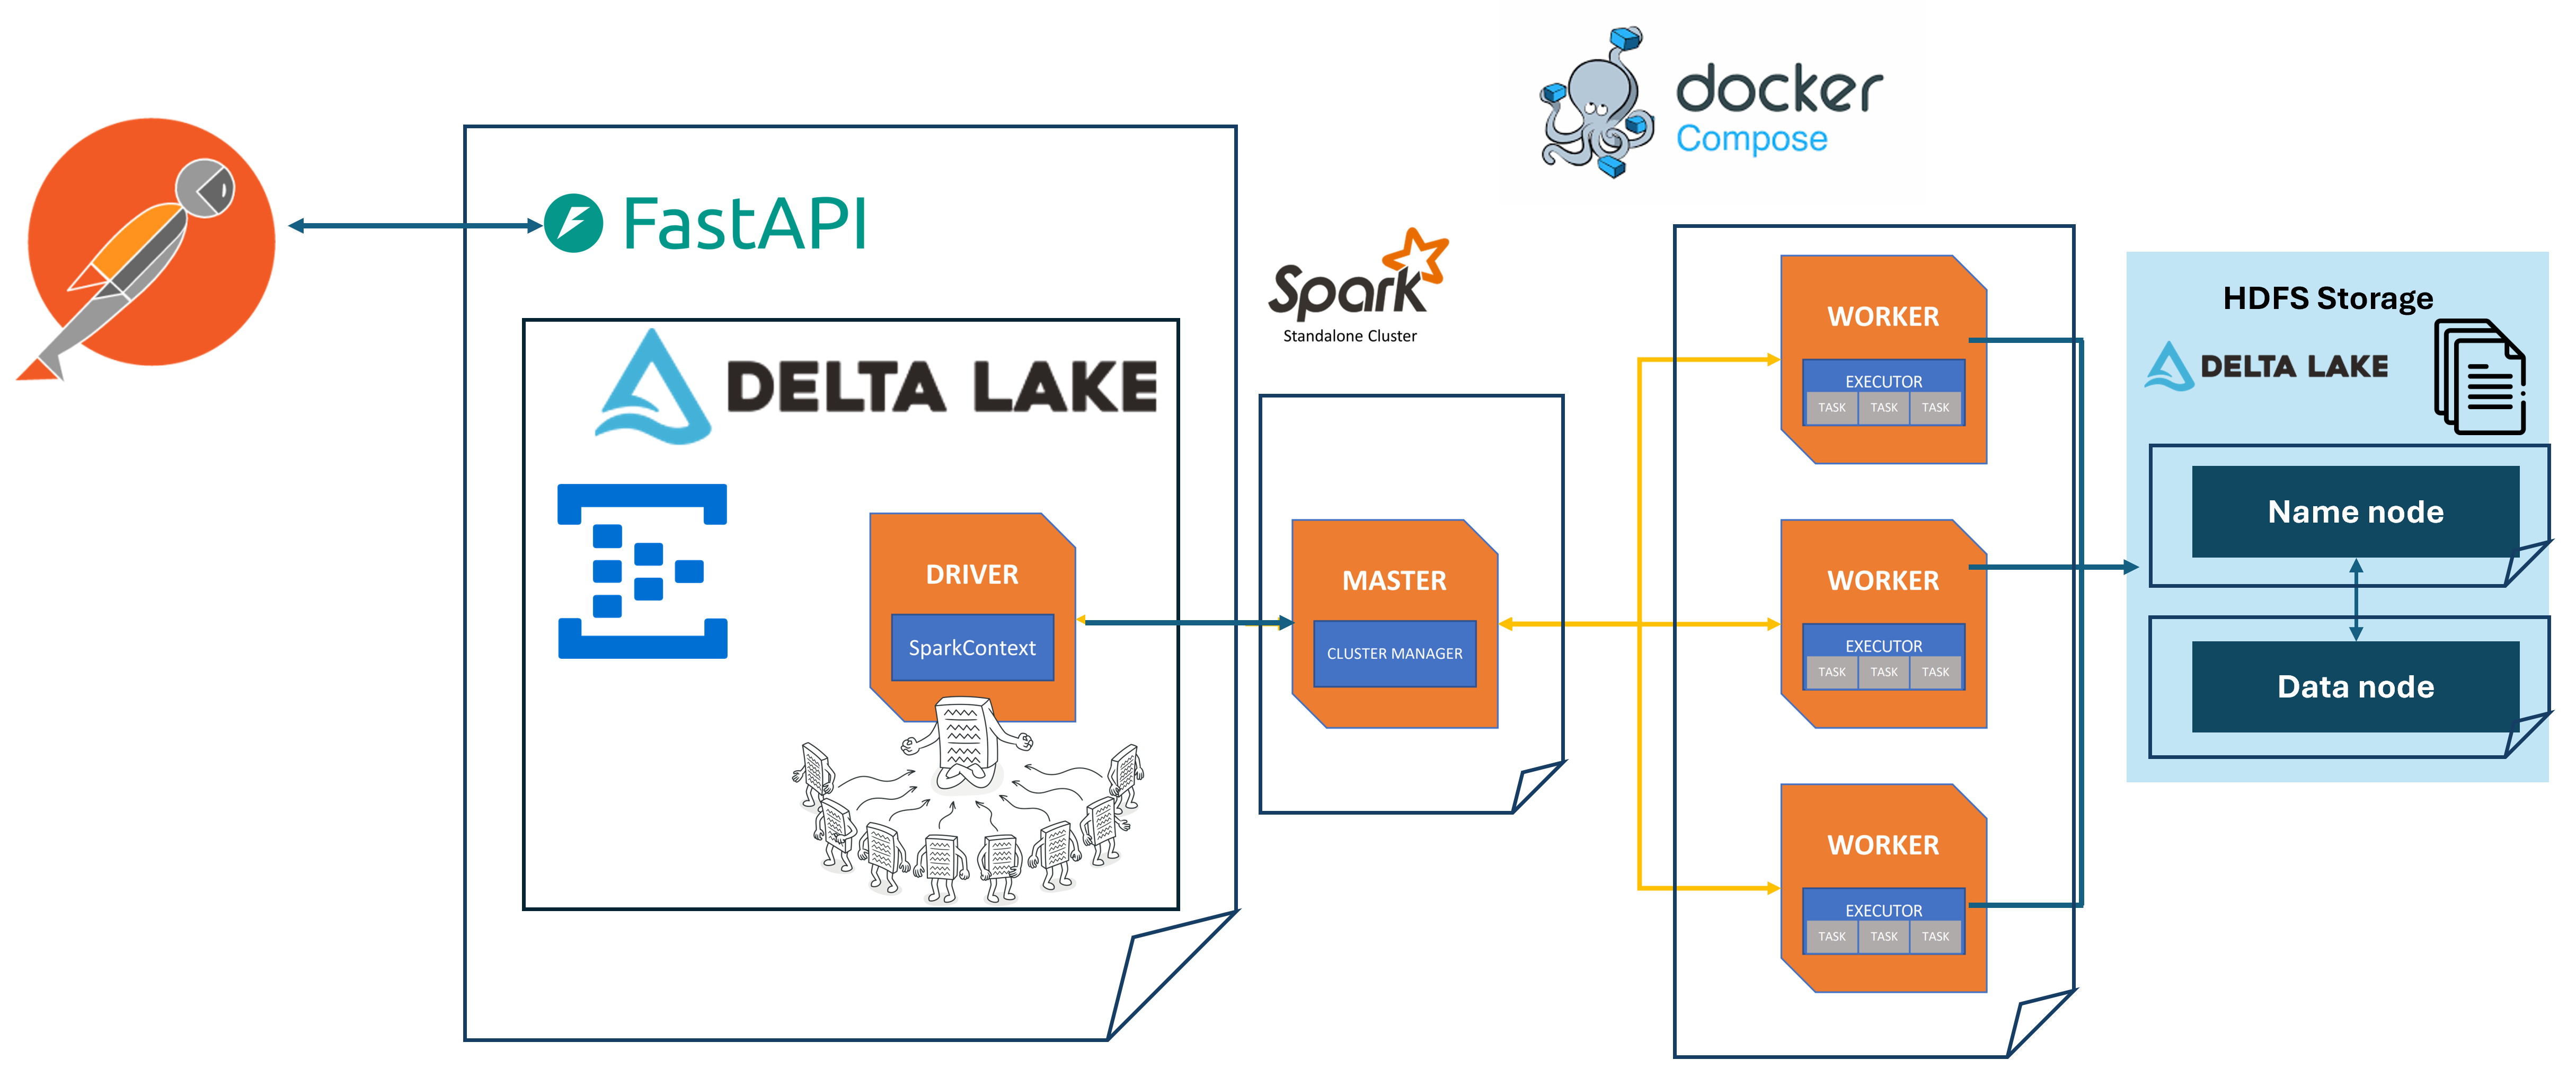 docker
Compose
FastAPI
DELTA LAKE
DRIVER
SparkContext
Spark
Standalone Cluster
MASTER
CLUSTER MANAGER
WORKER
EXECUTOR
TASK TASK TASK
WORKER
EXECUTOR
TASK TASK TASK
WORKER
EXECUTOR
TASK TASK TASK
HDFS Storage
DELTA LAKE
Name node
Data node